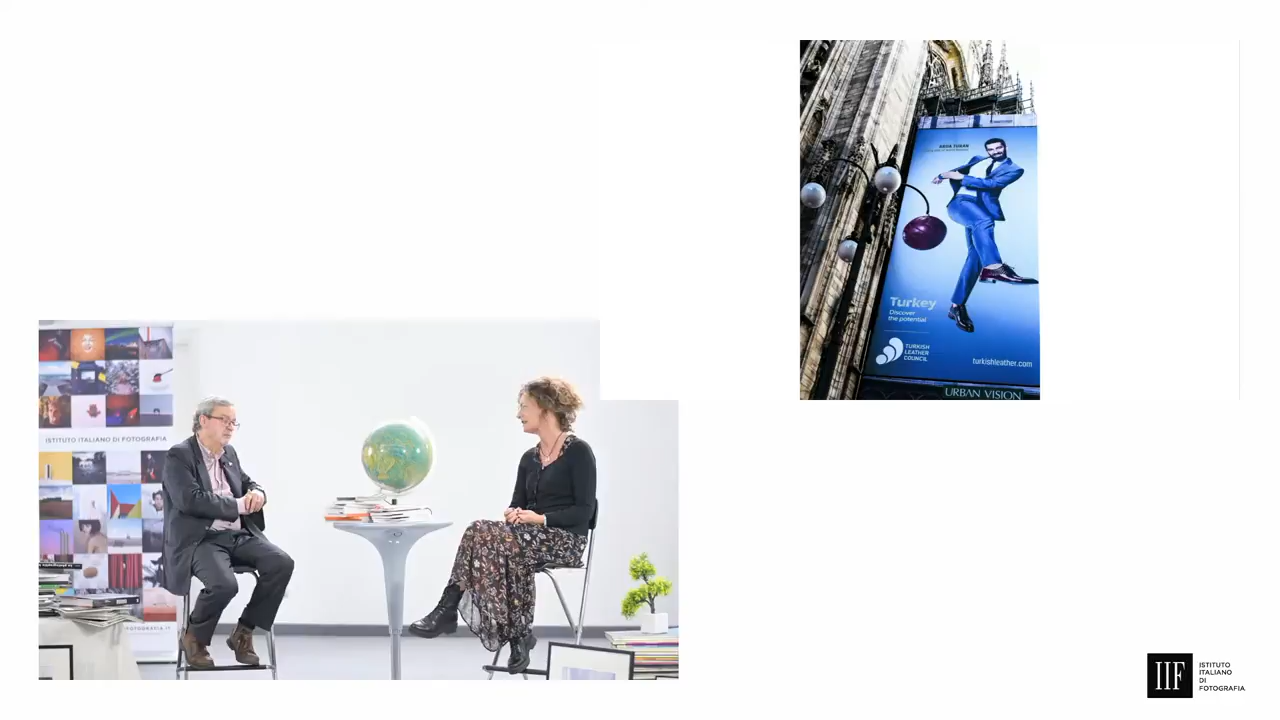 Turkey
Discover
the potential
TURKISH
LEATHER
COUNCIL
turkishleather.com
URBAN VISION
ISTITUTO ITALIANO DI FOTOGRAFIA
IIF
ISTITUTO
ITALIANO
DI
FOTOGRAFIA